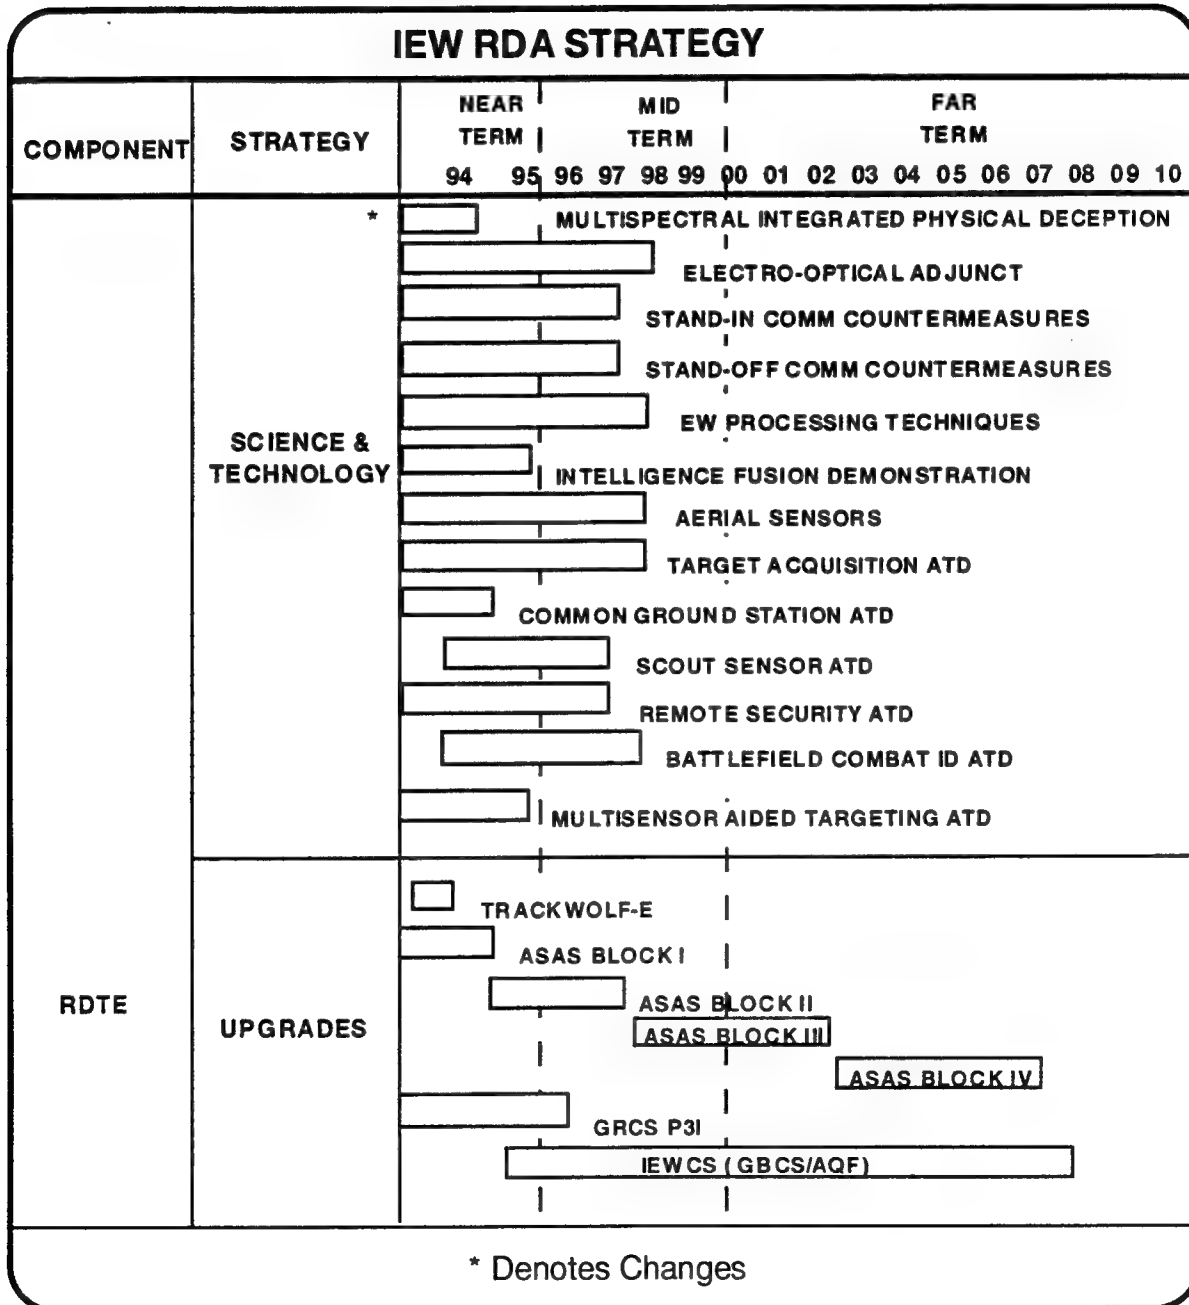 IEW RDA STRATEGY
COMPONENT
STRATEGY
NEAR
TERM
MID
TERM
FAR
TERM
94 95 96 97 98 99 00 01 02 03 04 05 06 07 08 09 10
RDTE
SCIENCE &
TECHNOLOGY
* MULTISPECTRAL INTEGRATED PHYSICAL DECEPTION
ELECTRO-OPTICAL ADJUNCT
STAND-IN COMM COUNTERMEASURES
STAND-OFF COMM COUNTERMEASURES
EW PROCESSING TECHNIQUES
INTELLIGENCE FUSION DEMONSTRATION
AERIAL SENSORS
TARGET ACQUISITION ATD
COMMON GROUND STATION ATD
SCOUT SENSOR ATD
REMOTE SECURITY ATD
BATTLEFIELD COMBAT ID ATD
MULTISENSOR AIDED TARGETING ATD
UPGRADES
TRACKWOLF-E
ASAS BLOCK I
ASAS BLOCK II
ASAS BLOCK III
ASAS BLOCK IV
GRCS P3I
IEWCS (GBCS/AQF)
* Denotes Changes